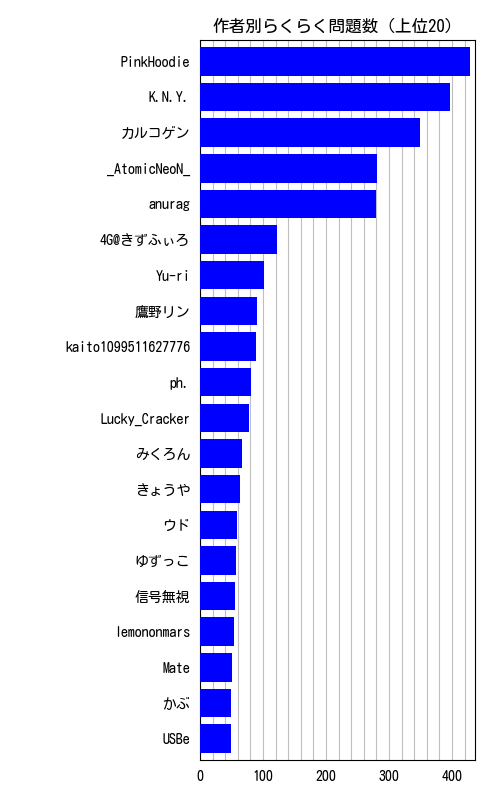 作者別らくらく問題数（上位20）
PinkHoodie
K.N.Y.
カルコゲン
_AtomicNeoN_
anurag
4G@きずふぃろ
Yu-ri
鷹野リン
kaito1099511627776
ph.
Lucky_Cracker
みくろん
きょうや
ウド
ゆずっこ
信号無視
lemononmars
Mate
かぶ
USBe
0 100 200 300 400